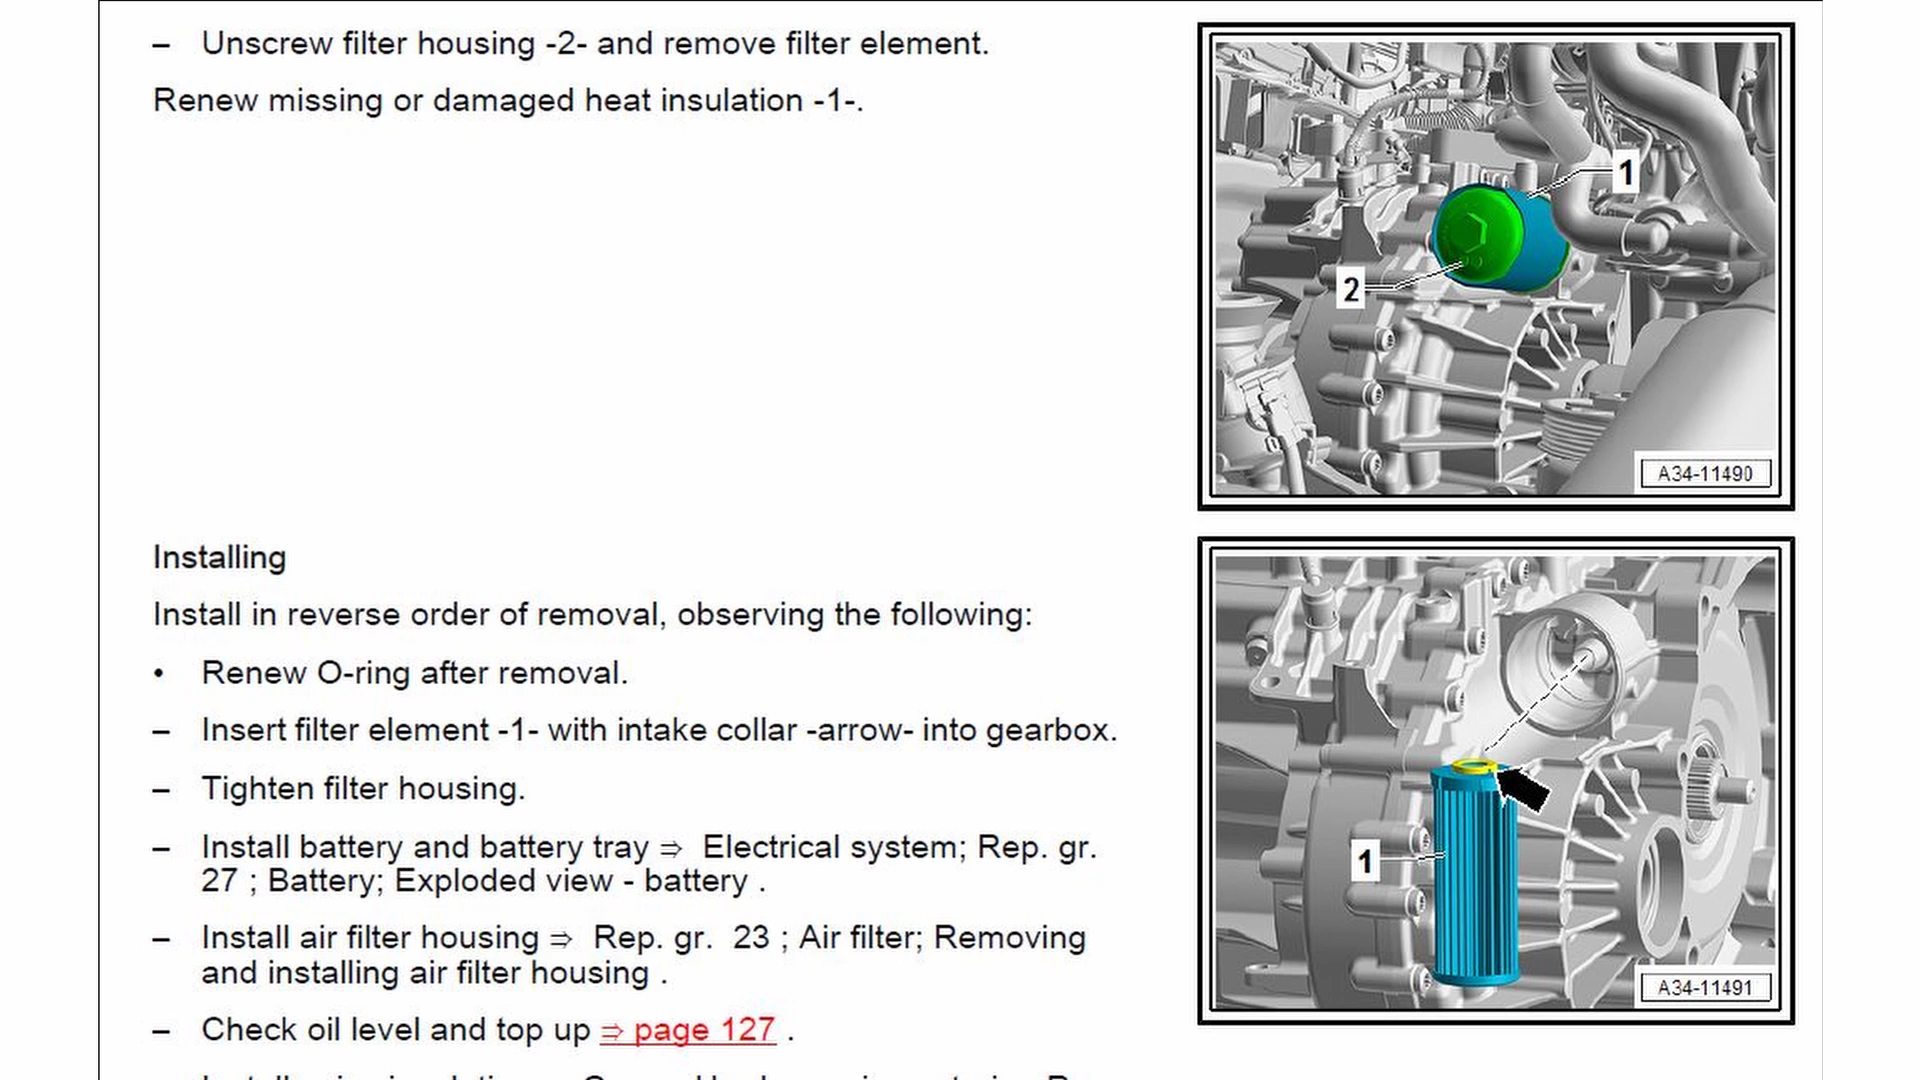 – Unscrew filter housing -2- and remove filter element.
Renew missing or damaged heat insulation -1-.
1
2
A34-11490
Installing
Install in reverse order of removal, observing the following:
• Renew O-ring after removal.
– Insert filter element -1- with intake collar -arrow- into gearbox.
– Tighten filter housing.
– Install battery and battery tray ⇒ Electrical system; Rep. gr.
27 ; Battery; Exploded view - battery .
– Install air filter housing ⇒ Rep. gr. 23 ; Air filter; Removing
and installing air filter housing .
– Check oil level and top up ⇒ page 127 .
1
A34-11491